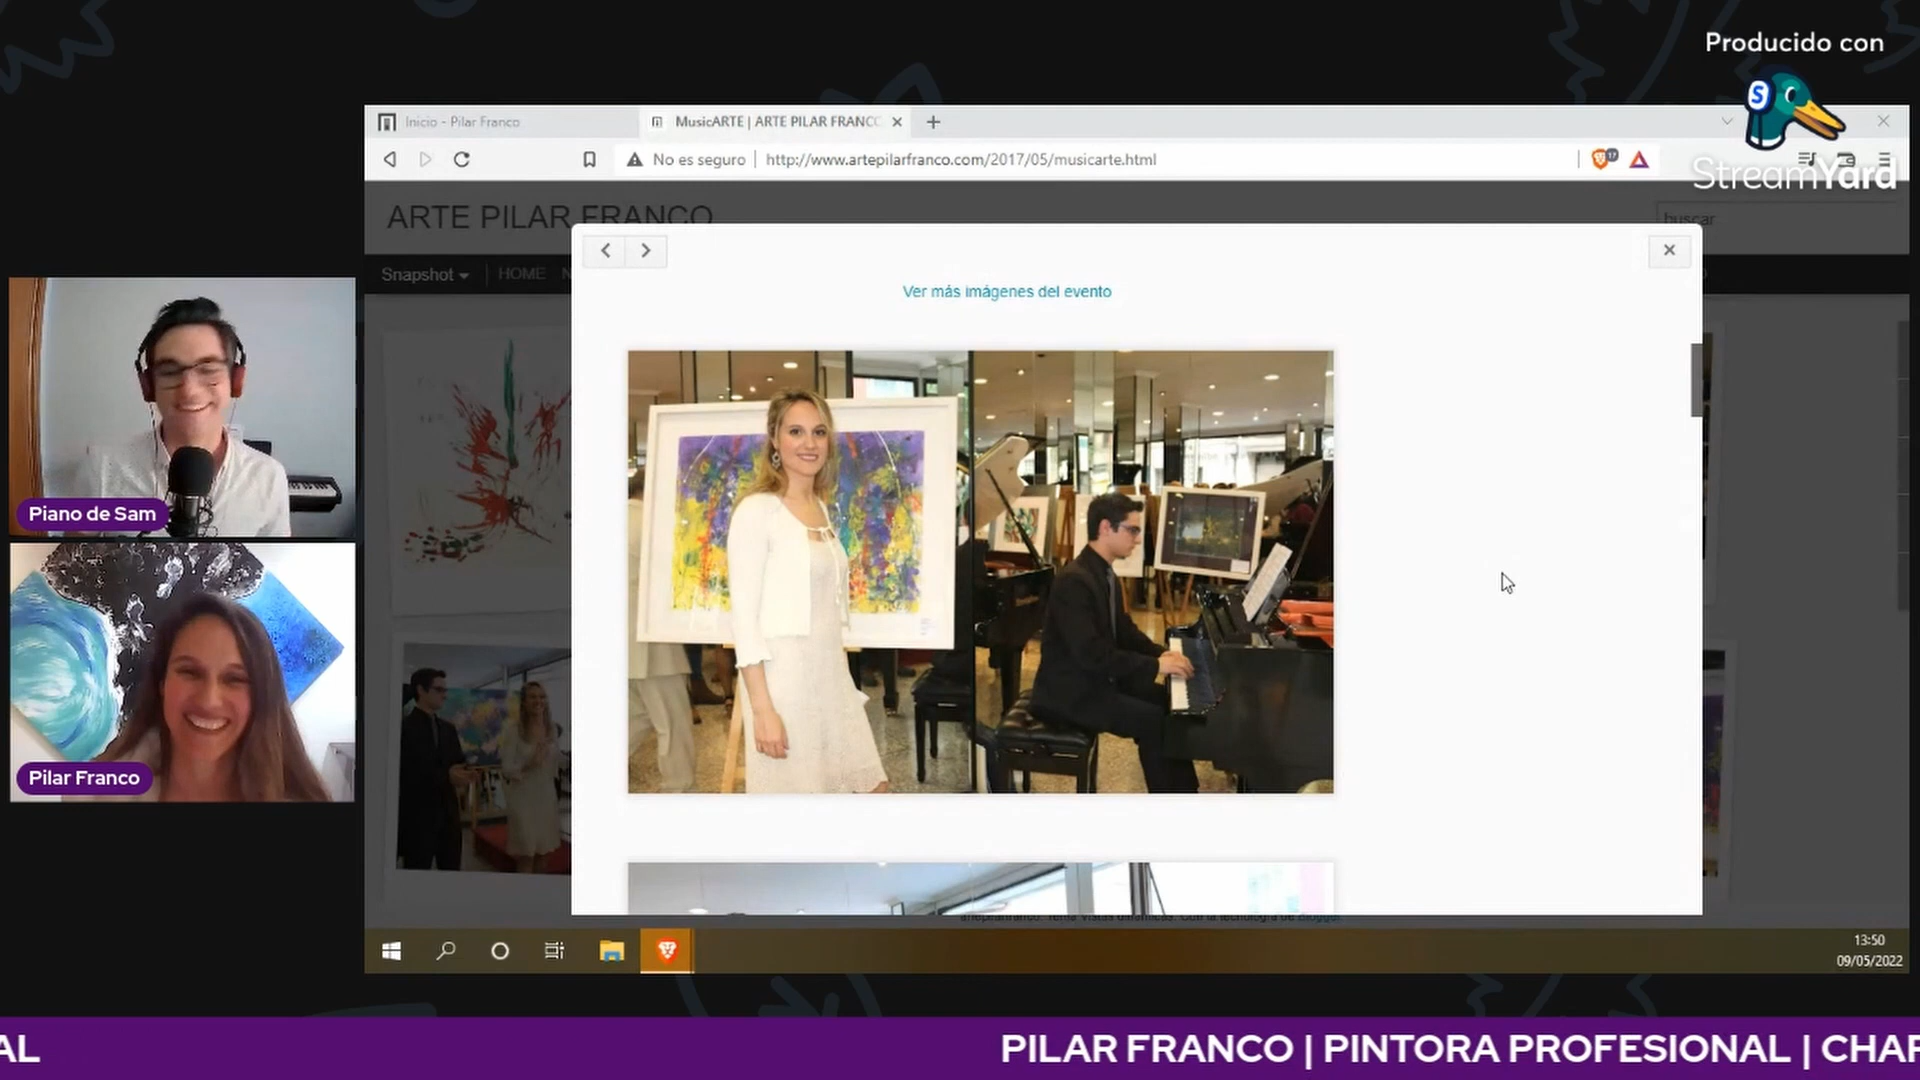 Producido con
StreamYard
Inicio - Pilar Franco
MusicARTE | ARTE PILAR FRANCO
No es seguro
http://www.artepilarfranco.com/2017/05/musicarte.html
17
ARTE PILAR FRANCO
buscar
Snapshot
HOME
N
Ver más imágenes del evento
Piano de Sam
Pilar Franco
13:50
09/05/2022
AL
PILAR FRANCO | PINTORA PROFESIONAL | CHAR